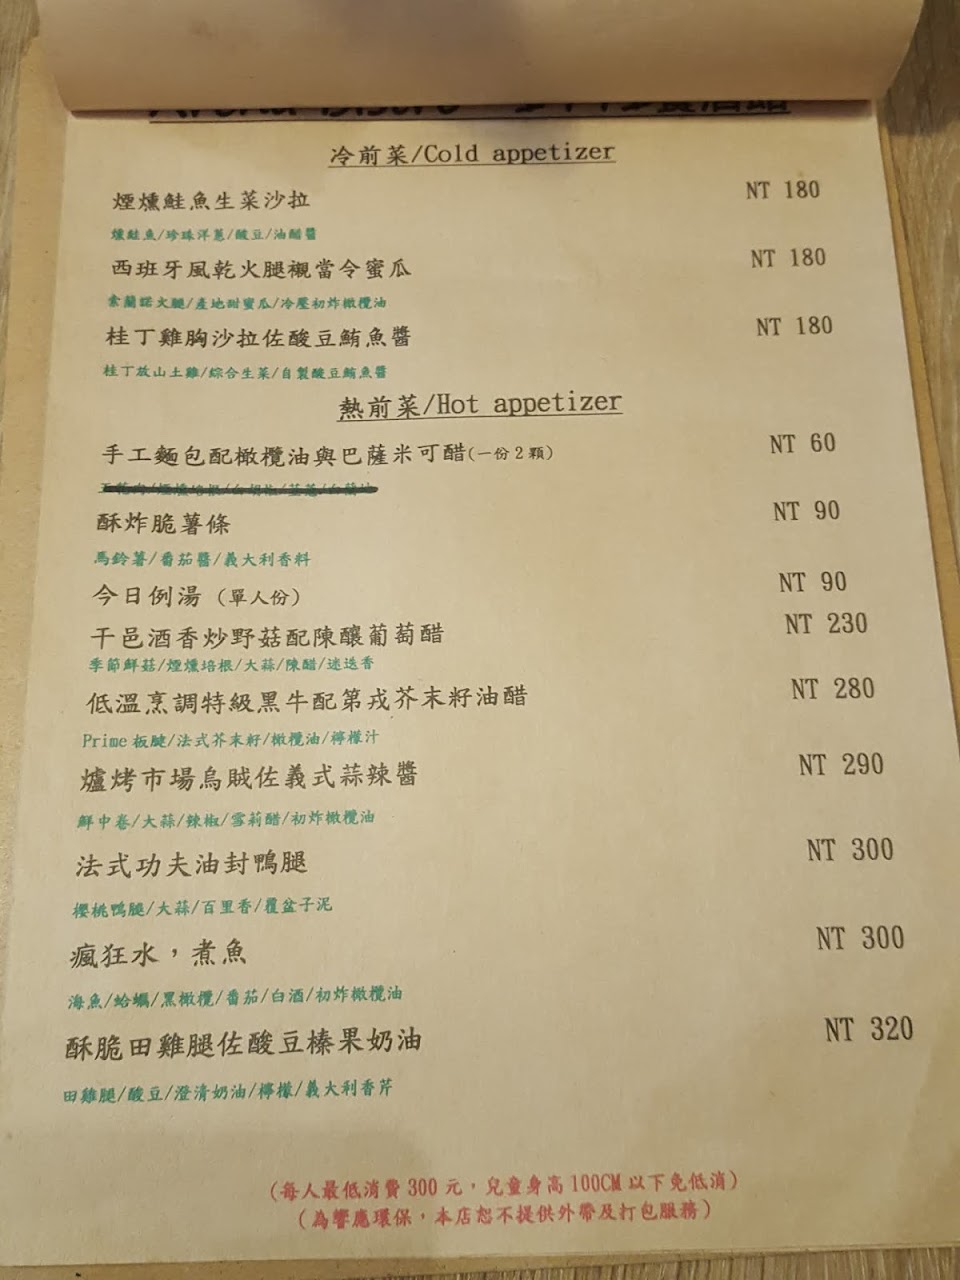 冷前菜/Cold appetizer
煙燻鮭魚生菜沙拉 NT 180
燻鮭魚/珍珠洋蔥/酸豆/油醋醬
西班牙風乾火腿襯當令蜜瓜 NT 180
索蘭諾火腿/產地甜蜜瓜/冷壓初炸橄欖油
桂丁雞胸沙拉佐酸豆鮪魚醬 NT 180
桂丁放山土雞/綜合生菜/自製酸豆鮪魚醬
熱前菜/Hot appetizer
手工麵包配橄欖油與巴薩米可醋(一份2顆) NT 60
酥炸脆薯條 NT 90
馬鈴薯/番茄醬/義大利香料
今日例湯 (單人份) NT 90
干邑酒香炒野菇配陳釀葡萄醋 NT 230
季節鮮菇/煙燻培根/大蒜/陳醋/迷迭香
低溫烹調特級黑牛配第戎芥末籽油醋 NT 280
Prime板腱/法式芥末籽/橄欖油/檸檬汁
爐烤市場烏賊佐義式蒜辣醬 NT 290
鮮中卷/大蒜/辣椒/雪莉醋/初炸橄欖油
法式功夫油封鴨腿 NT 300
櫻桃鴨腿/大蒜/百里香/覆盆子泥
瘋狂水，煮魚 NT 300
海魚/蛤蠣/黑橄欖/番茄/白酒/初炸橄欖油
酥脆田雞腿佐酸豆榛果奶油 NT 320
田雞腿/酸豆/澄清奶油/檸檬/義大利香芹
(每人最低消費300元，兒童身高100CM以下免低消)
(為響應環保，本店恕不提供外帶及打包服務)